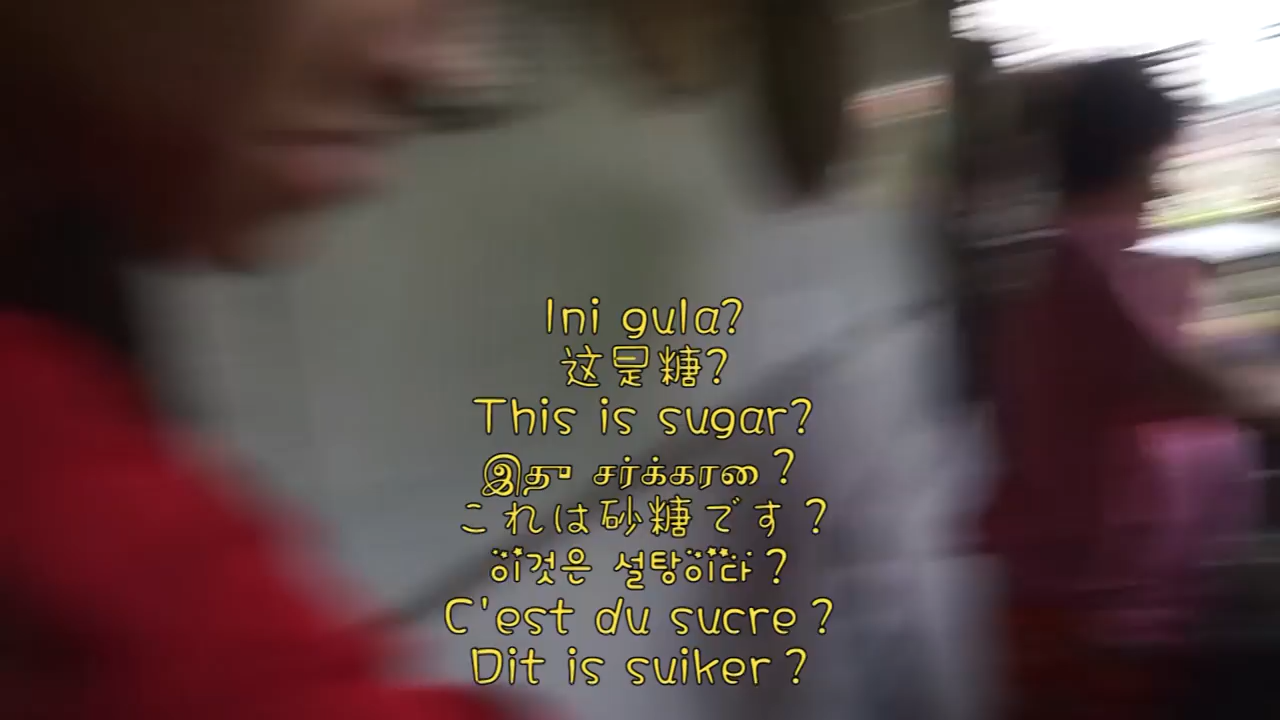 Ini gula?
这是糖?
This is sugar?
இது சர்க்கரை?
これは砂糖です?
이것은 설탕이다?
C'est du sucre?
Dit is suiker?